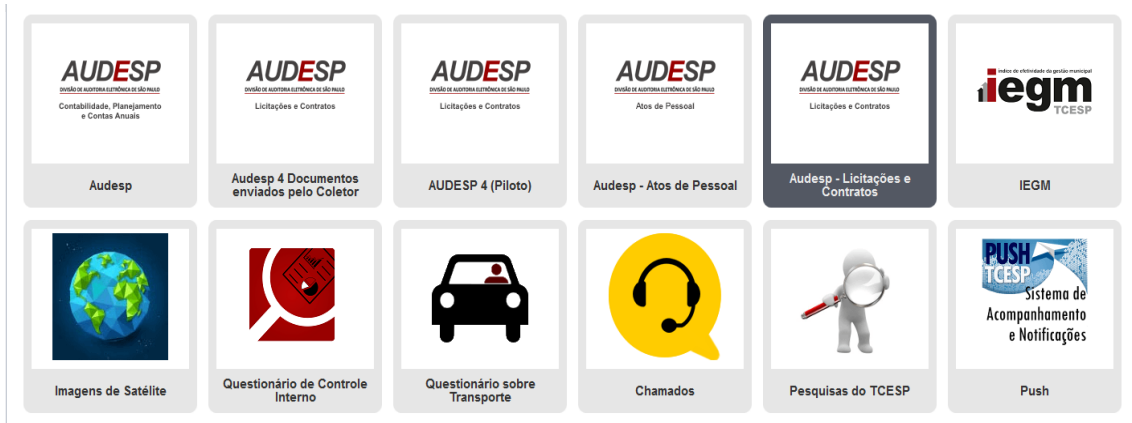 AUDESP
DIVISÃO DE AUDITORIA ELETRÔNICA DE SÃO PAULO
Contabilidade, Planejamento
e Contas Anuais
Audesp
AUDESP
DIVISÃO DE AUDITORIA ELETRÔNICA DE SÃO PAULO
Licitações e Contratos
Audesp 4 Documentos
enviados pelo Coletor
AUDESP
DIVISÃO DE AUDITORIA ELETRÔNICA DE SÃO PAULO
Licitações e Contratos
AUDESP 4 (Piloto)
AUDESP
DIVISÃO DE AUDITORIA ELETRÔNICA DE SÃO PAULO
Atos de Pessoal
Audesp - Atos de Pessoal
AUDESP
DIVISÃO DE AUDITORIA ELETRÔNICA DE SÃO PAULO
Licitações e Contratos
Audesp - Licitações e
Contratos
índice de efetividade da gestão municipal
iegm
TCESP
IEGM
Imagens de Satélite
Questionário de Controle
Interno
Questionário sobre
Transporte
Chamados
Pesquisas do TCESP
PUSH
TCESP
Sistema de
Acompanhamento
e Notificações
Push